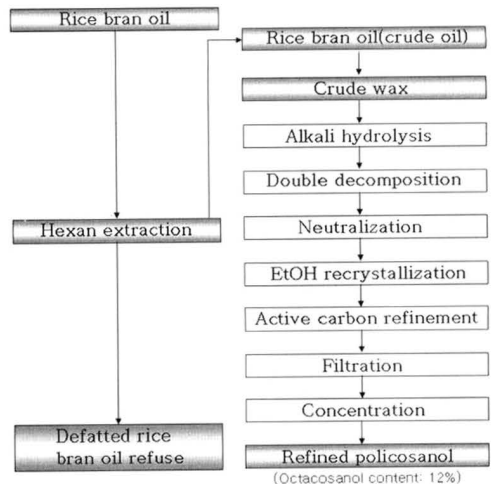 Rice bran oil
Hexan extraction
Defatted rice
bran oil refuse
Rice bran oil(crude oil)
Crude wax
Alkali hydrolysis
Double decomposition
Neutralization
EtOH recrystallization
Active carbon refinement
Filtration
Concentration
Refined policosanol
(Octacosanol content: 12%)